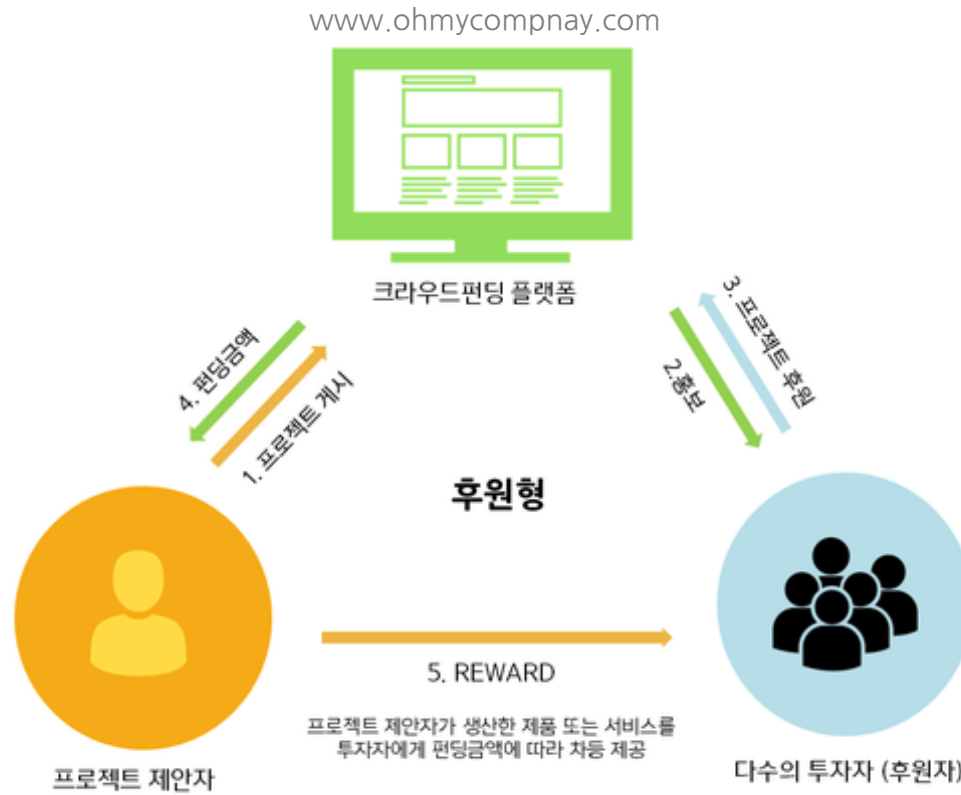 www.ohmycompnay.com
크라우드펀딩 플랫폼
4. 펀딩금액
1. 프로젝트 게시
2.홍보
3. 프로젝트 후원
후원형
5. REWARD
프로젝트 제안자가 생산한 제품 또는 서비스를
투자자에게 펀딩금액에 따라 차등 제공
프로젝트 제안자
다수의 투자자 (후원자)